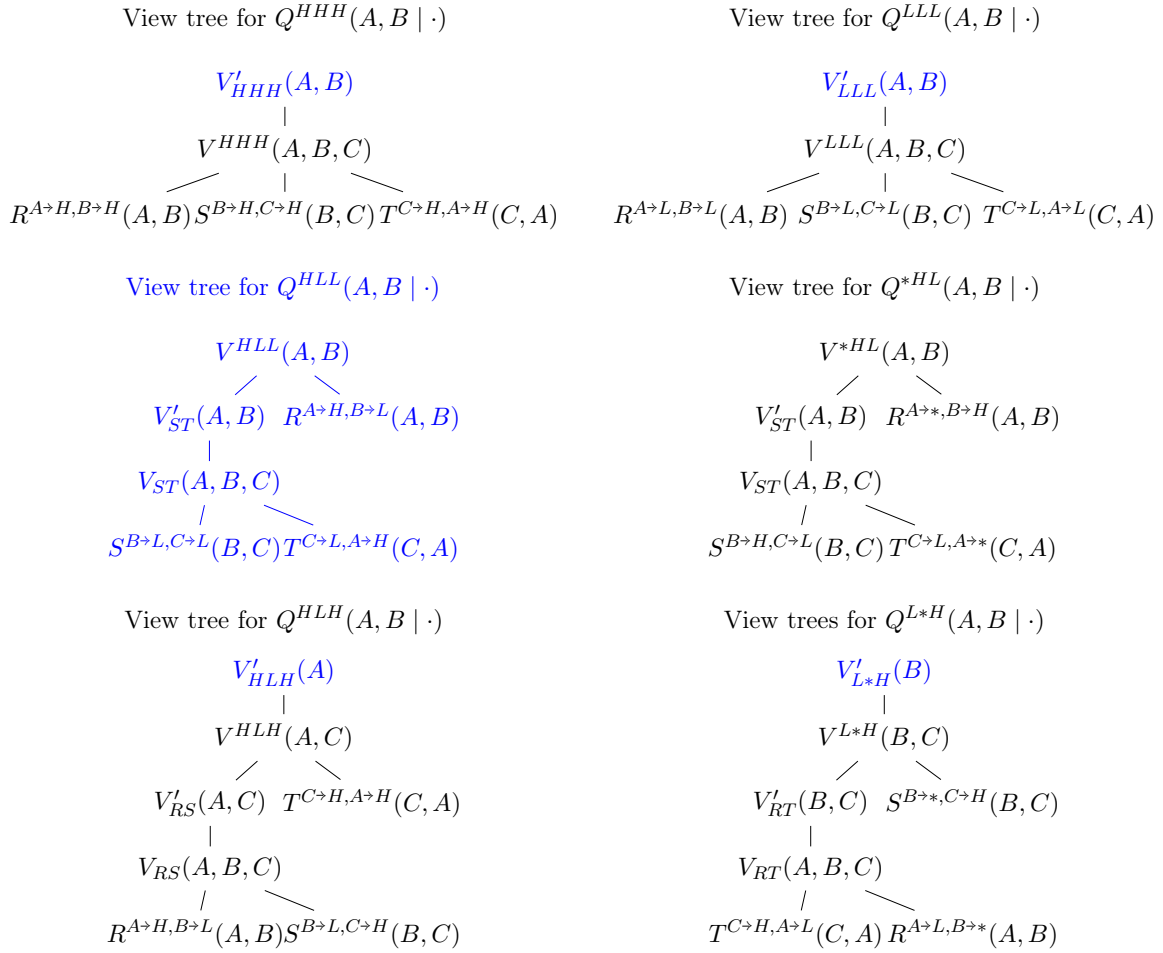 View tree for Q^{HHH}(A, B | ·)
V′_{HHH}(A, B)
V^{HHH}(A, B, C)
R^{A→H,B→H}(A, B) S^{B→H,C→H}(B, C) T^{C→H,A→H}(C, A)
View tree for Q^{LLL}(A, B | ·)
V′_{LLL}(A, B)
V^{LLL}(A, B, C)
R^{A→L,B→L}(A, B) S^{B→L,C→L}(B, C) T^{C→L,A→L}(C, A)
View tree for Q^{HLL}(A, B | ·)
V^{HLL}(A, B)
V′_{ST}(A, B) R^{A→H,B→L}(A, B)
V_{ST}(A, B, C)
S^{B→L,C→L}(B, C) T^{C→L,A→H}(C, A)
View tree for Q^{*HL}(A, B | ·)
V^{*HL}(A, B)
V′_{ST}(A, B) R^{A→*,B→H}(A, B)
V_{ST}(A, B, C)
S^{B→H,C→L}(B, C) T^{C→L,A→*}(C, A)
View tree for Q^{HLH}(A, B | ·)
V′_{HLH}(A)
V^{HLH}(A, C)
V′_{RS}(A, C) T^{C→H,A→H}(C, A)
V_{RS}(A, B, C)
R^{A→H,B→L}(A, B) S^{B→L,C→H}(B, C)
View trees for Q^{L*H}(A, B | ·)
V′_{L*H}(B)
V^{L*H}(B, C)
V′_{RT}(B, C) S^{B→*,C→H}(B, C)
V_{RT}(A, B, C)
T^{C→H,A→L}(C, A) R^{A→L,B→*}(A, B)